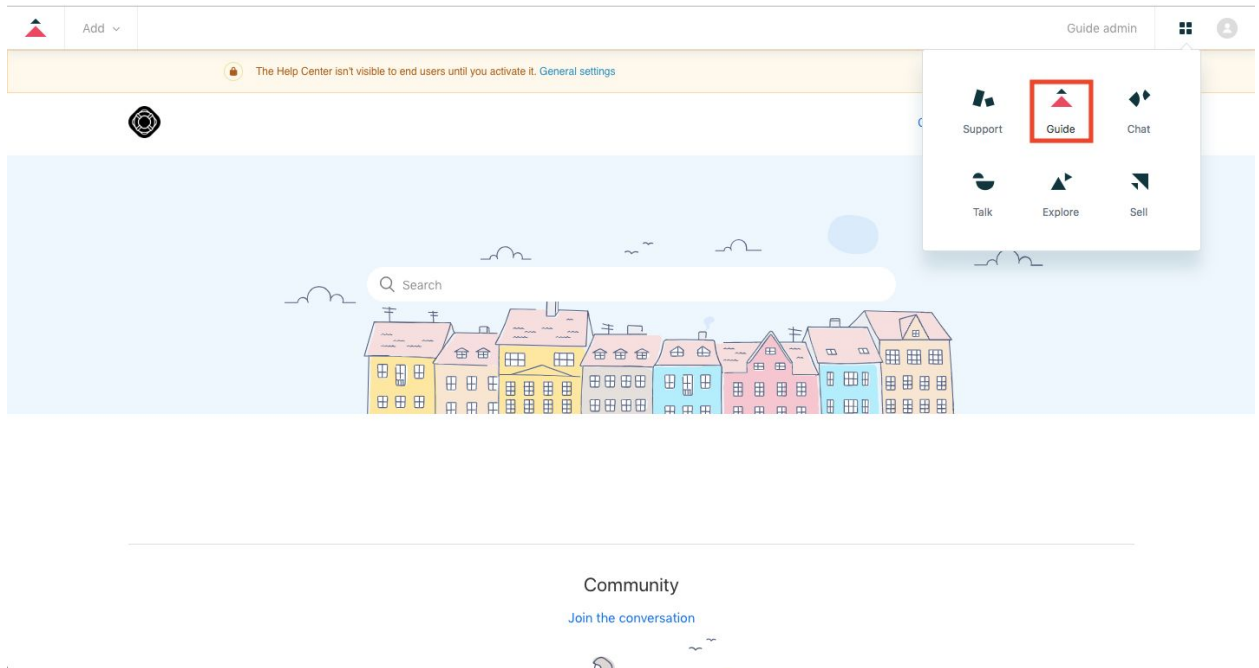 Add
Guide admin
The Help Center isn't visible to end users until you activate it. General settings
Support
Guide
Chat
Talk
Explore
Sell
Search
Community
Join the conversation